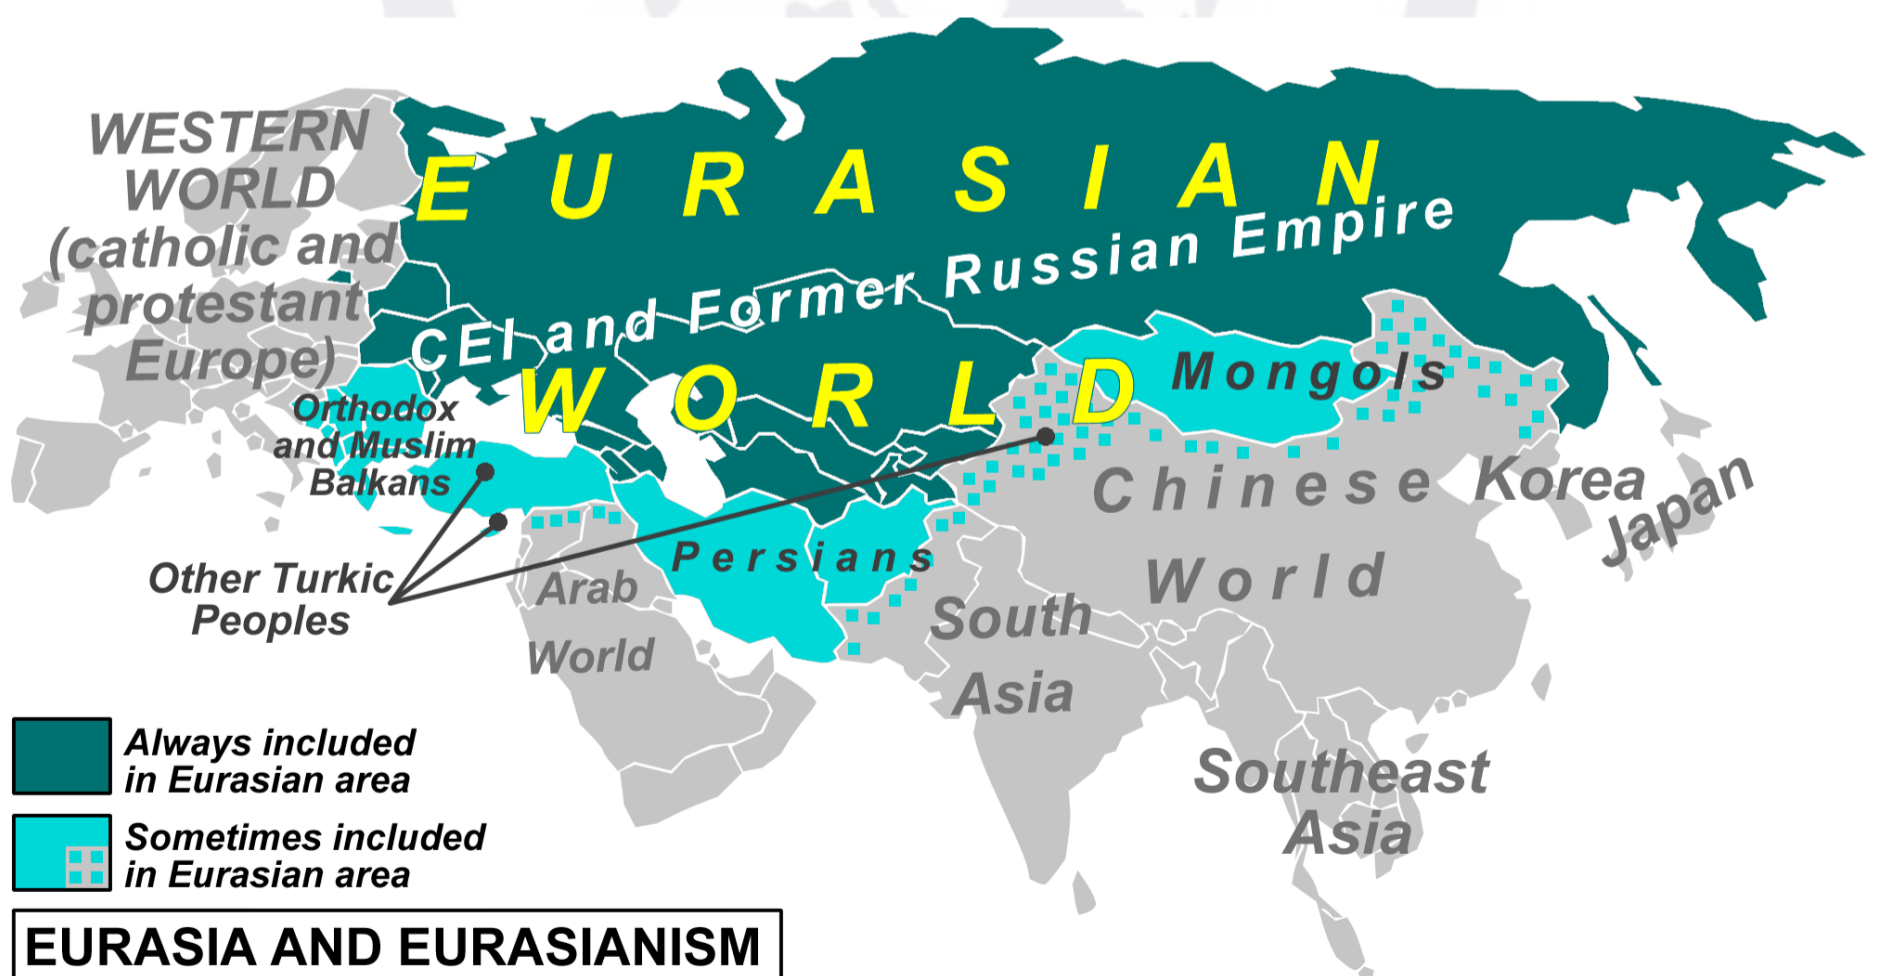 WESTERN
WORLD
(catholic and
protestant
Europe)
EURASIAN
CEI and Former Russian Empire
WORLD
Mongols
Orthodox
and Muslim
Balkans
Chinese
World
Korea
Japan
Persians
Other Turkic
Peoples
Arab
World
South
Asia
Southeast
Asia
Always included
in Eurasian area
Sometimes included
in Eurasian area
EURASIA AND EURASIANISM